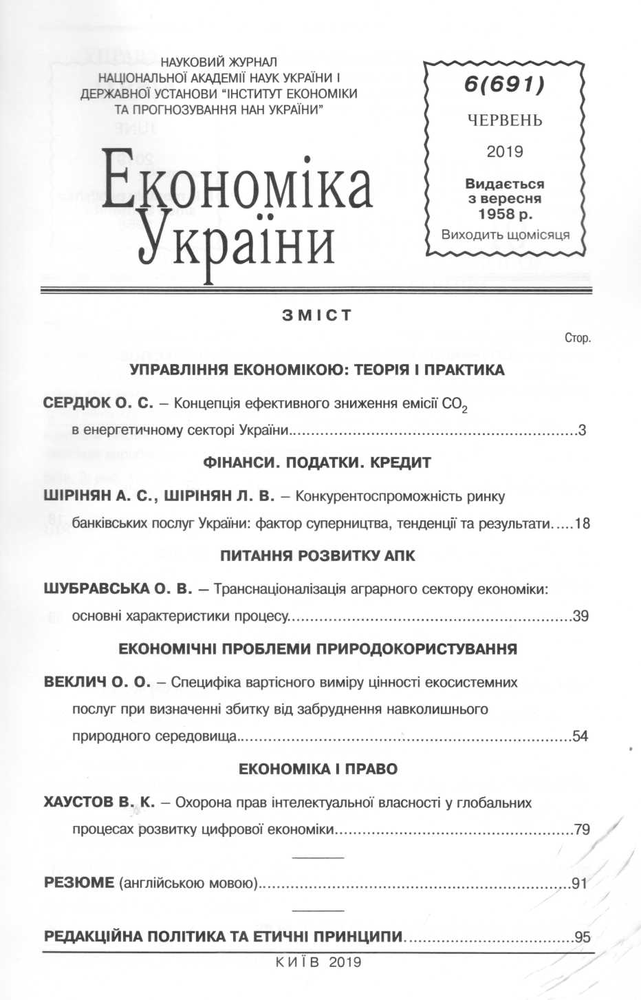 НАУКОВИЙ ЖУРНАЛ
НАЦІОНАЛЬНОЇ АКАДЕМІЇ НАУК УКРАЇНИ І
ДЕРЖАВНОЇ УСТАНОВИ “ІНСТИТУТ ЕКОНОМІКИ
ТА ПРОГНОЗУВАННЯ НАН УКРАЇНИ”
Економіка
України
6(691)
ЧЕРВЕНЬ
2019
Видається
з вересня
1958 р.
Виходить щомісяця
ЗМІСТ
Стор.
УПРАВЛІННЯ ЕКОНОМІКОЮ: ТЕОРІЯ І ПРАКТИКА
СЕРДЮК О. С. – Концепція ефективного зниження емісії CO₂
в енергетичному секторі України.................................................................3
ФІНАНСИ. ПОДАТКИ. КРЕДИТ
ШІРІНЯН А. С., ШІРІНЯН Л. В. – Конкурентоспроможність ринку
банківських послуг України: фактор суперництва, тенденції та результати.....18
ПИТАННЯ РОЗВИТКУ АПК
ШУБРАВСЬКА О. В. – Транснаціоналізація аграрного сектору економіки:
основні характеристики процесу................................................................39
ЕКОНОМІЧНІ ПРОБЛЕМИ ПРИРОДОКОРИСТУВАННЯ
ВЕКЛИЧ О. О. – Специфіка вартісного виміру цінності екосистемних
послуг при визначенні збитку від забруднення навколишнього
природного середовища...........................................................................54
ЕКОНОМІКА І ПРАВО
ХАУСТОВ В. К. – Охорона прав інтелектуальної власності у глобальних
процесах розвитку цифрової економіки.....................................................79
РЕЗЮМЕ (англійською мовою).....................................................................91
РЕДАКЦІЙНА ПОЛІТИКА ТА ЕТИЧНІ ПРИНЦИПИ......................................95
КИЇВ 2019